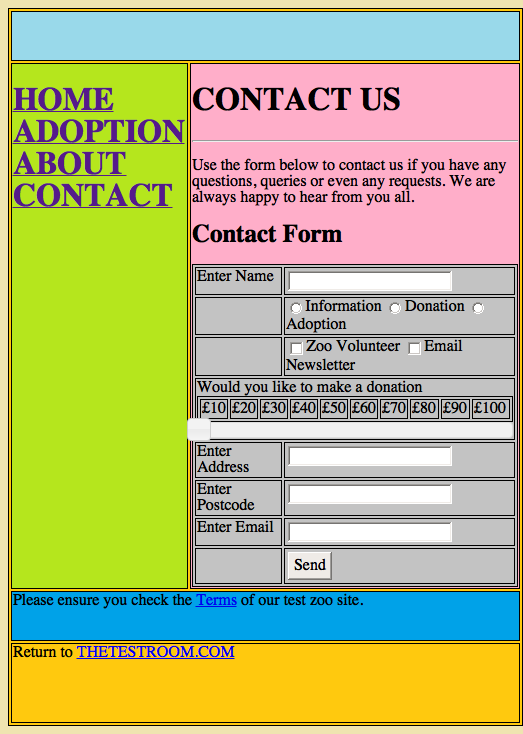 HOME
ADOPTION
ABOUT
CONTACT
CONTACT US
Use the form below to contact us if you have any
questions, queries or even any requests. We are
always happy to hear from you all.
Contact Form
Enter Name
Information Donation
Adoption
Zoo Volunteer Email
Newsletter
Would you like to make a donation
£10 £20 £30 £40 £50 £60 £70 £80 £90 £100
Enter
Address
Enter
Postcode
Enter Email
Send
Please ensure you check the Terms of our test zoo site.
Return to THETESTROOM.COM